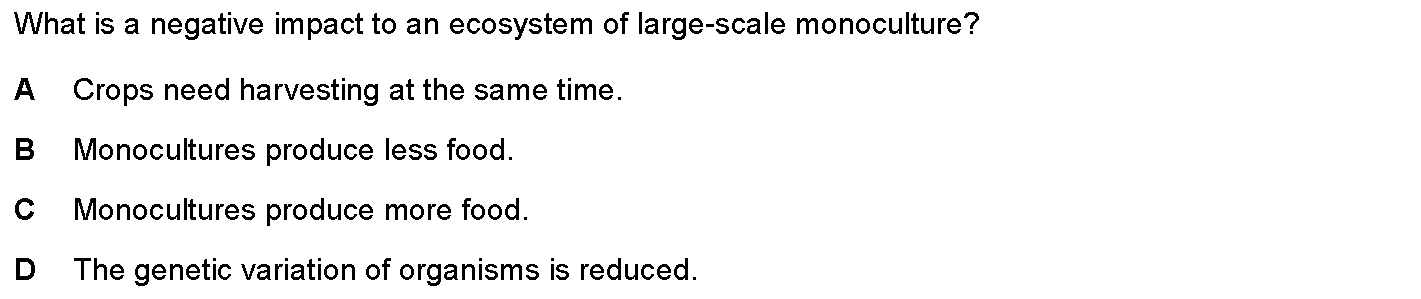 What is a negative impact to an ecosystem of large-scale monoculture?
A Crops need harvesting at the same time.
B Monocultures produce less food.
C Monocultures produce more food.
D The genetic variation of organisms is reduced.